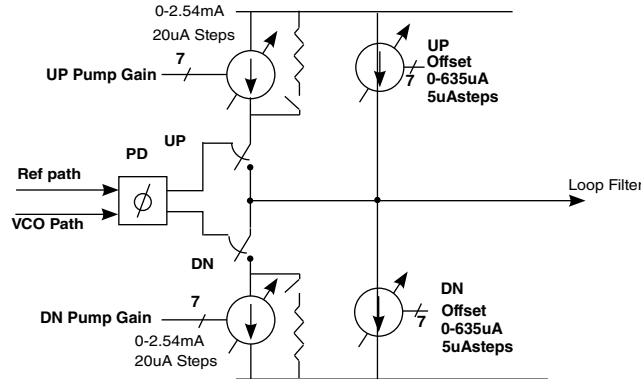 0-2.54mA
20uA Steps
7
UP Pump Gain
UP
Offset
7
0-635uA
5uAsteps
UP
PD
Ref path
VCO Path
Loop Filter
DN
7
DN Pump Gain
0-2.54mA
20uA Steps
DN
Offset
7
0-635uA
5uAsteps